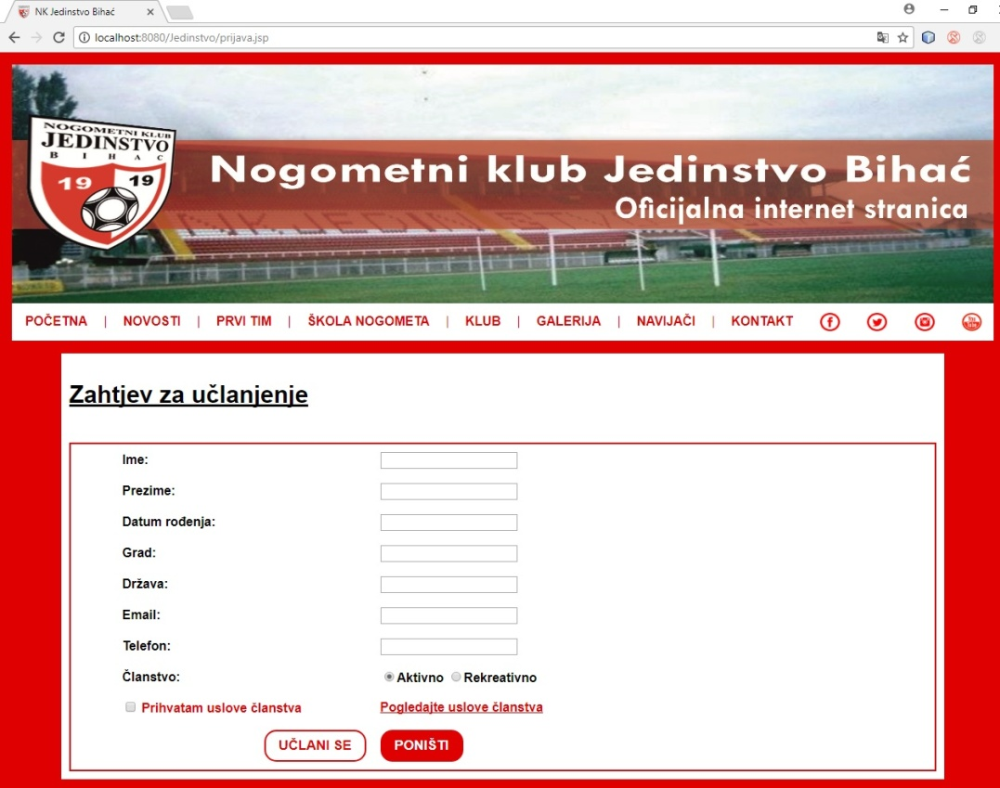 NK Jedinstvo Bihać
localhost:8080/Jedinstvo/prijava.jsp
NOGOMETNI KLUB
JEDINSTVO
BIHAĆ
19 19
Nogometni klub Jedinstvo Bihać
Oficijalna internet stranica
POČETNA | NOVOSTI | PRVI TIM | ŠKOLA NOGOMETA | KLUB | GALERIJA | NAVIJAČI | KONTAKT
Zahtjev za učlanjenje
Ime:
Prezime:
Datum rođenja:
Grad:
Država:
Email:
Telefon:
Članstvo: Aktivno Rekreativno
Prihvatam uslove članstva Pogledajte uslove članstva
UČLANI SE PONIŠTI